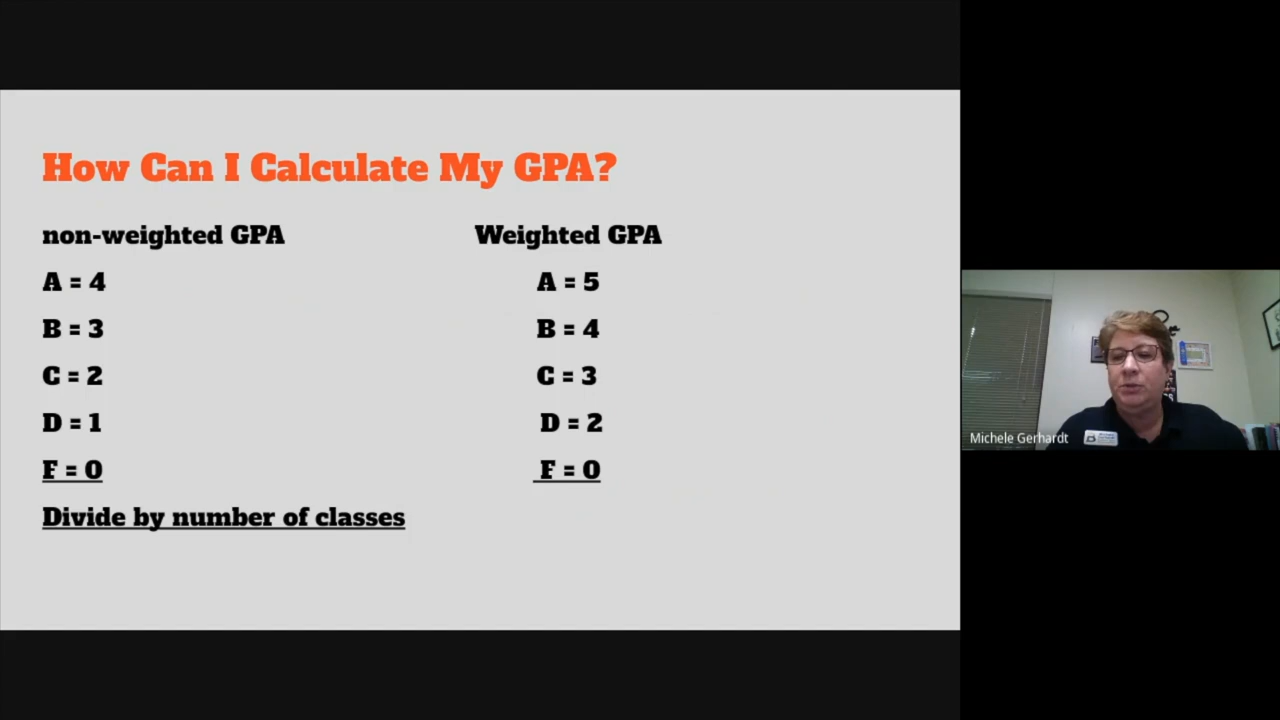 How Can I Calculate My GPA?
non-weighted GPA
A = 4
B = 3
C = 2
D = 1
F = 0
Divide by number of classes
Weighted GPA
A = 5
B = 4
C = 3
D = 2
F = 0
Michele Gerhardt